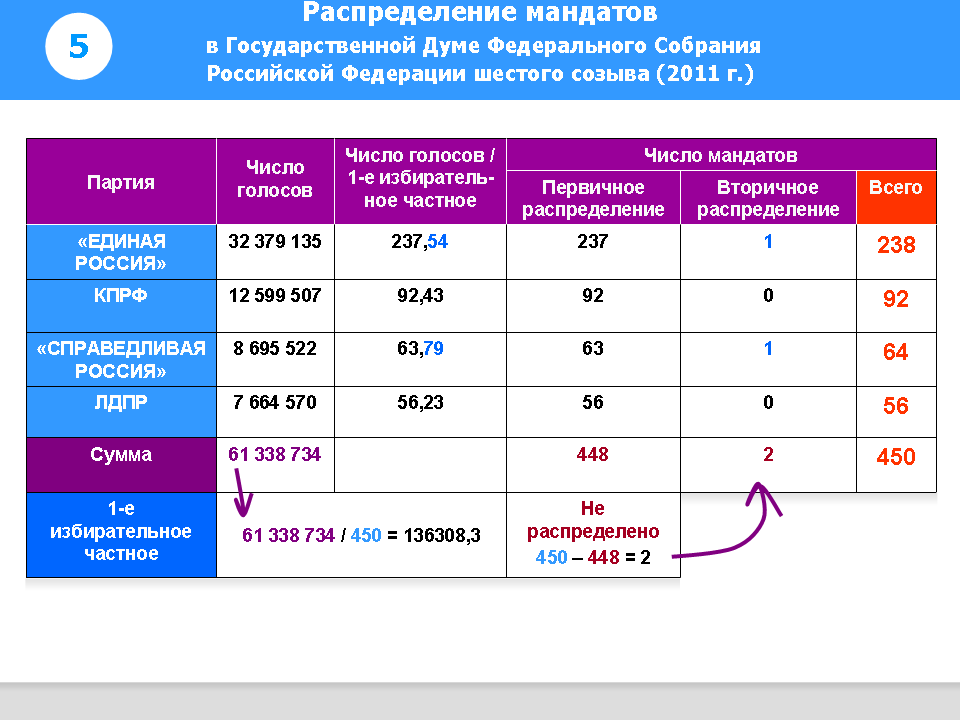 5
Распределение мандатов
в Государственной Думе Федерального Собрания
Российской Федерации шестого созыва (2011 г.)
Партия
Число
голосов
Число голосов /
1-е избиратель-
ное частное
Число мандатов
Первичное
распределение
Вторичное
распределение
Всего
«ЕДИНАЯ
РОССИЯ»
32 379 135
237,54
237
1
238
КПРФ
12 599 507
92,43
92
0
92
«СПРАВЕДЛИВАЯ
РОССИЯ»
8 695 522
63,79
63
1
64
ЛДПР
7 664 570
56,23
56
0
56
Сумма
61 338 734
448
2
450
1-е
избирательное
частное
61 338 734 / 450 = 136308,3
Не
распределено
450 – 448 = 2